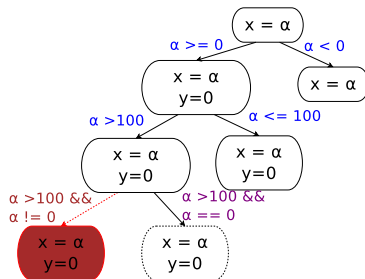 x = α
α >= 0
α < 0
x = α
y=0
x = α
α >100
α <= 100
x = α
y=0
x = α
y=0
α >100 &&
α != 0
α >100 &&
α == 0
x = α
y=0
x = α
y=0